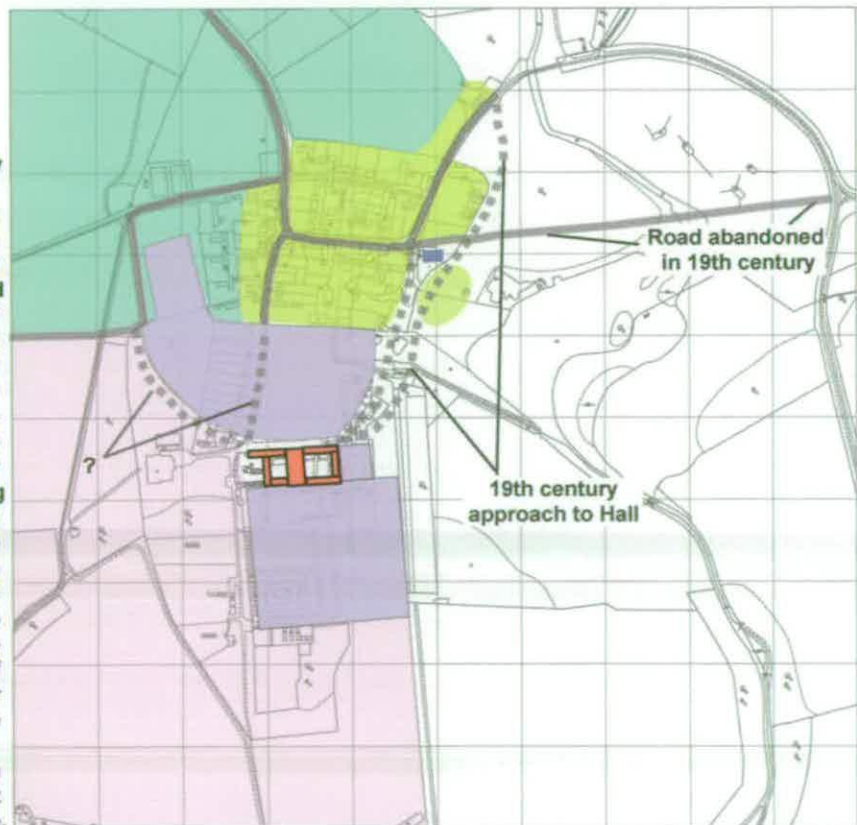 Road abandoned
in 19th century
?
19th century
approach to Hall